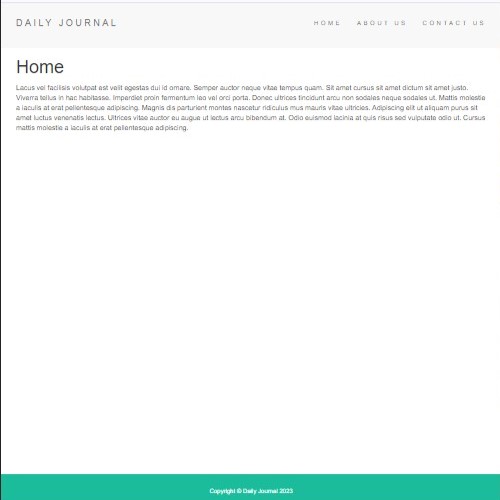 DAILY JOURNAL
HOME ABOUT US CONTACT US
Home
Lacus vel facilisis volutpat est velit egestas dui id ornare. Semper auctor neque vitae tempus quam. Sit amet cursus sit amet dictum sit amet justo.
Viverra tellus in hac habitasse. Imperdiet proin fermentum leo vel orci porta. Donec ultrices tincidunt arcu non sodales neque sodales ut. Mattis molestie
a iaculis at erat pellentesque adipiscing. Magnis dis parturient montes nascetur ridiculus mus mauris vitae ultricies. Adipiscing elit ut aliquam purus sit
amet luctus venenatis lectus. Ultrices vitae auctor eu augue ut lectus arcu bibendum at. Odio euismod lacinia at quis risus sed vulputate odio ut. Cursus
mattis molestie a iaculis at erat pellentesque adipiscing.
Copyright © Daily Journal 2023